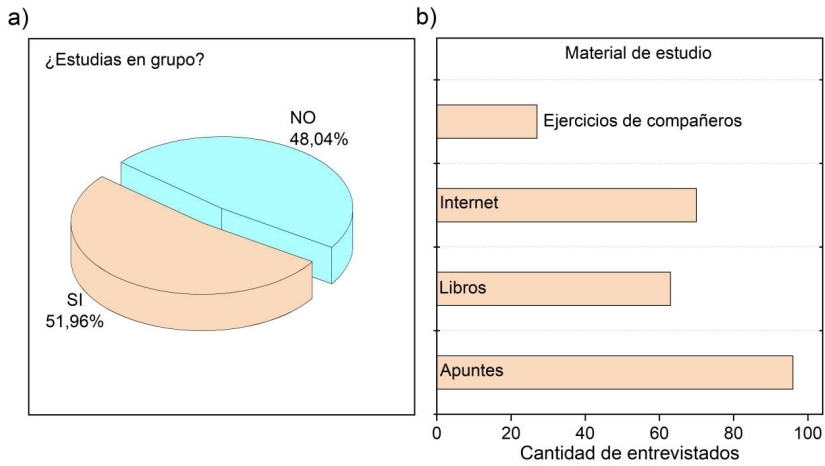 a)
¿Estudias en grupo?
NO
48,04%
SI
51,96%
b)
Material de estudio
Ejercicios de compañeros
Internet
Libros
Apuntes
0 20 40 60 80 100
Cantidad de entrevistados